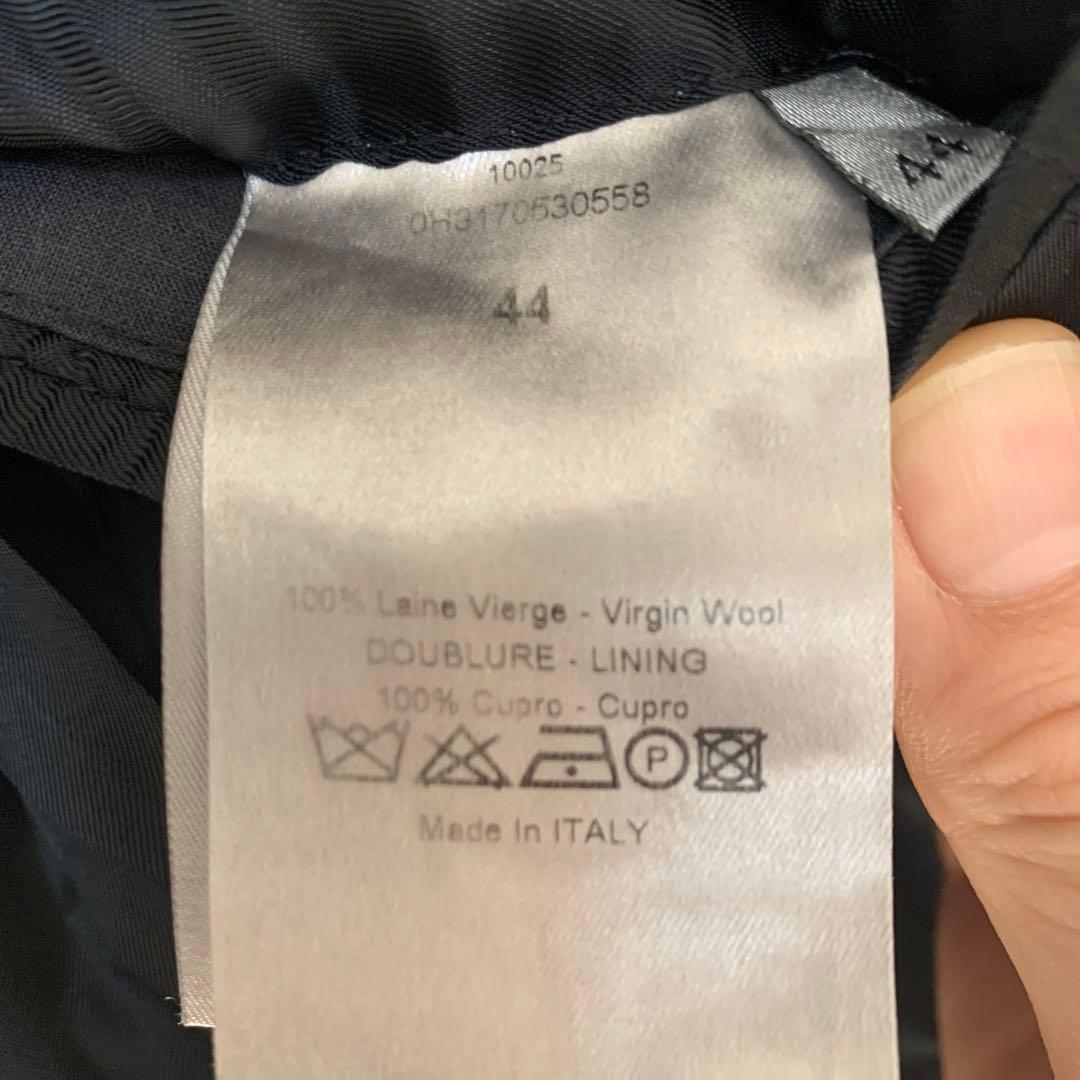 10025
0H3170530558
44
44
100% Laine Vierge - Virgin Wool
DOUBLURE - LINING
100% Cupro - Cupro
P
Made In ITALY